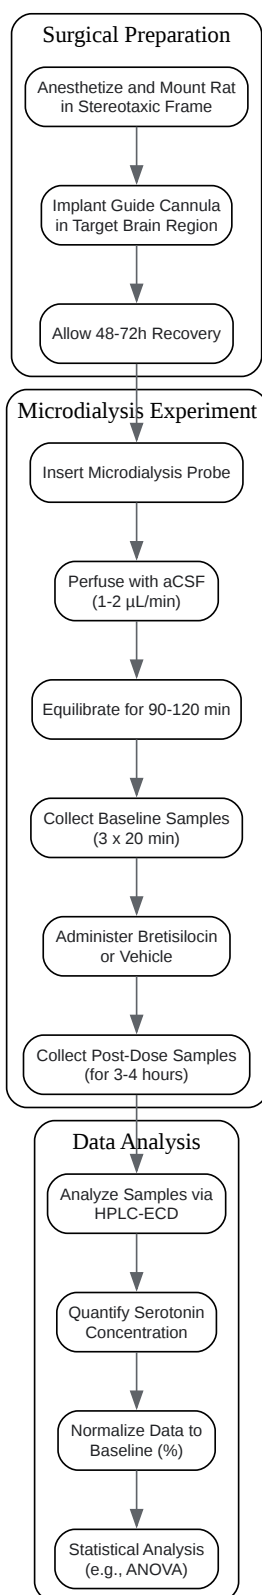 Surgical Preparation
Anesthetize and Mount Rat
in Stereotaxic Frame
Implant Guide Cannula
in Target Brain Region
Allow 48-72h Recovery
Microdialysis Experiment
Insert Microdialysis Probe
Perfuse with aCSF
(1-2 µL/min)
Equilibrate for 90-120 min
Collect Baseline Samples
(3 x 20 min)
Administer Bretisilocin
or Vehicle
Collect Post-Dose Samples
(for 3-4 hours)
Data Analysis
Analyze Samples via
HPLC-ECD
Quantify Serotonin
Concentration
Normalize Data to
Baseline (%)
Statistical Analysis
(e.g., ANOVA)